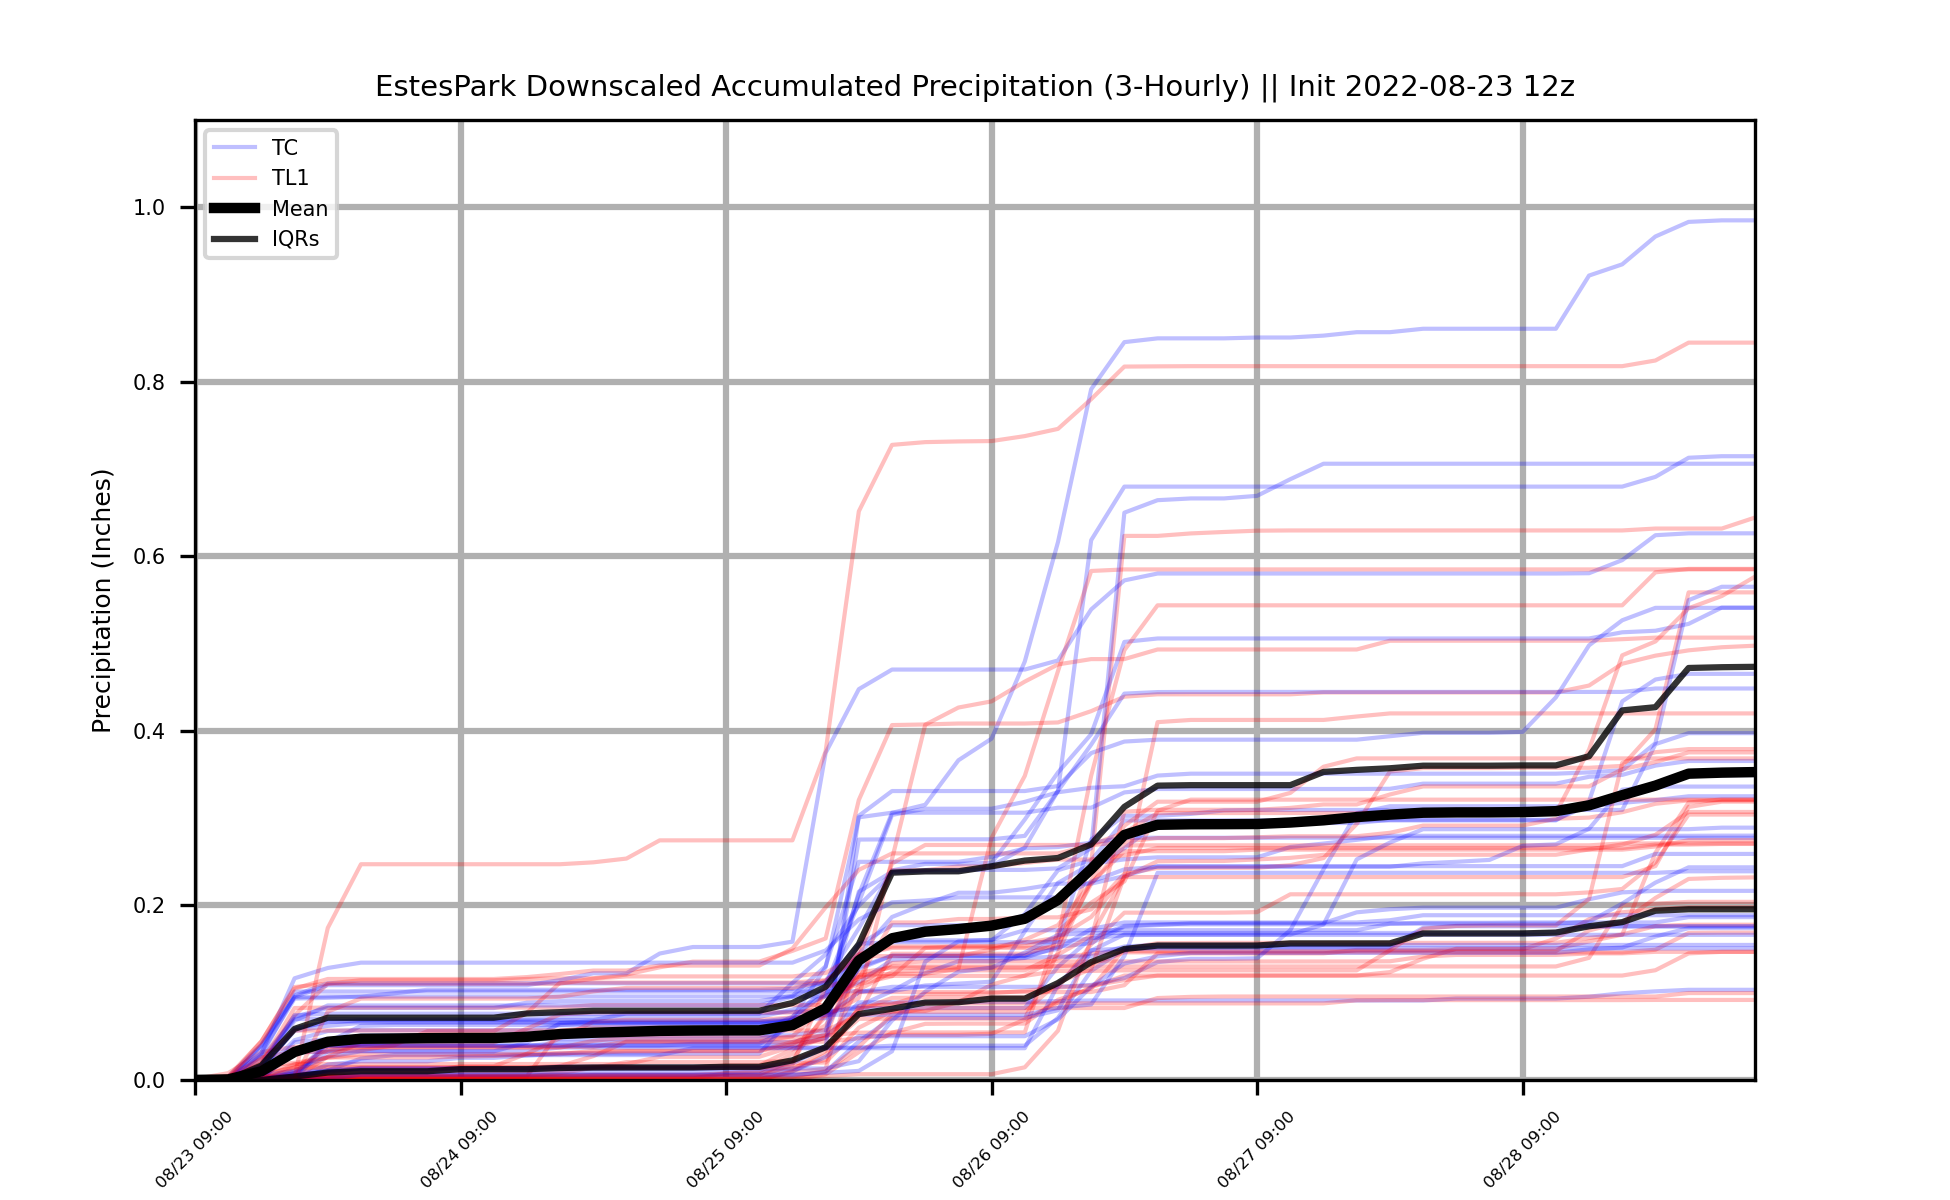 EstesPark Downscaled Accumulated Precipitation (3-Hourly) || Init 2022-08-23 12z
TC
TL1
Mean
IQRs
Precipitation (Inches)
1.0
0.8
0.6
0.4
0.2
0.0
08/23 09:00
08/24 09:00
08/25 09:00
08/26 09:00
08/27 09:00
08/28 09:00